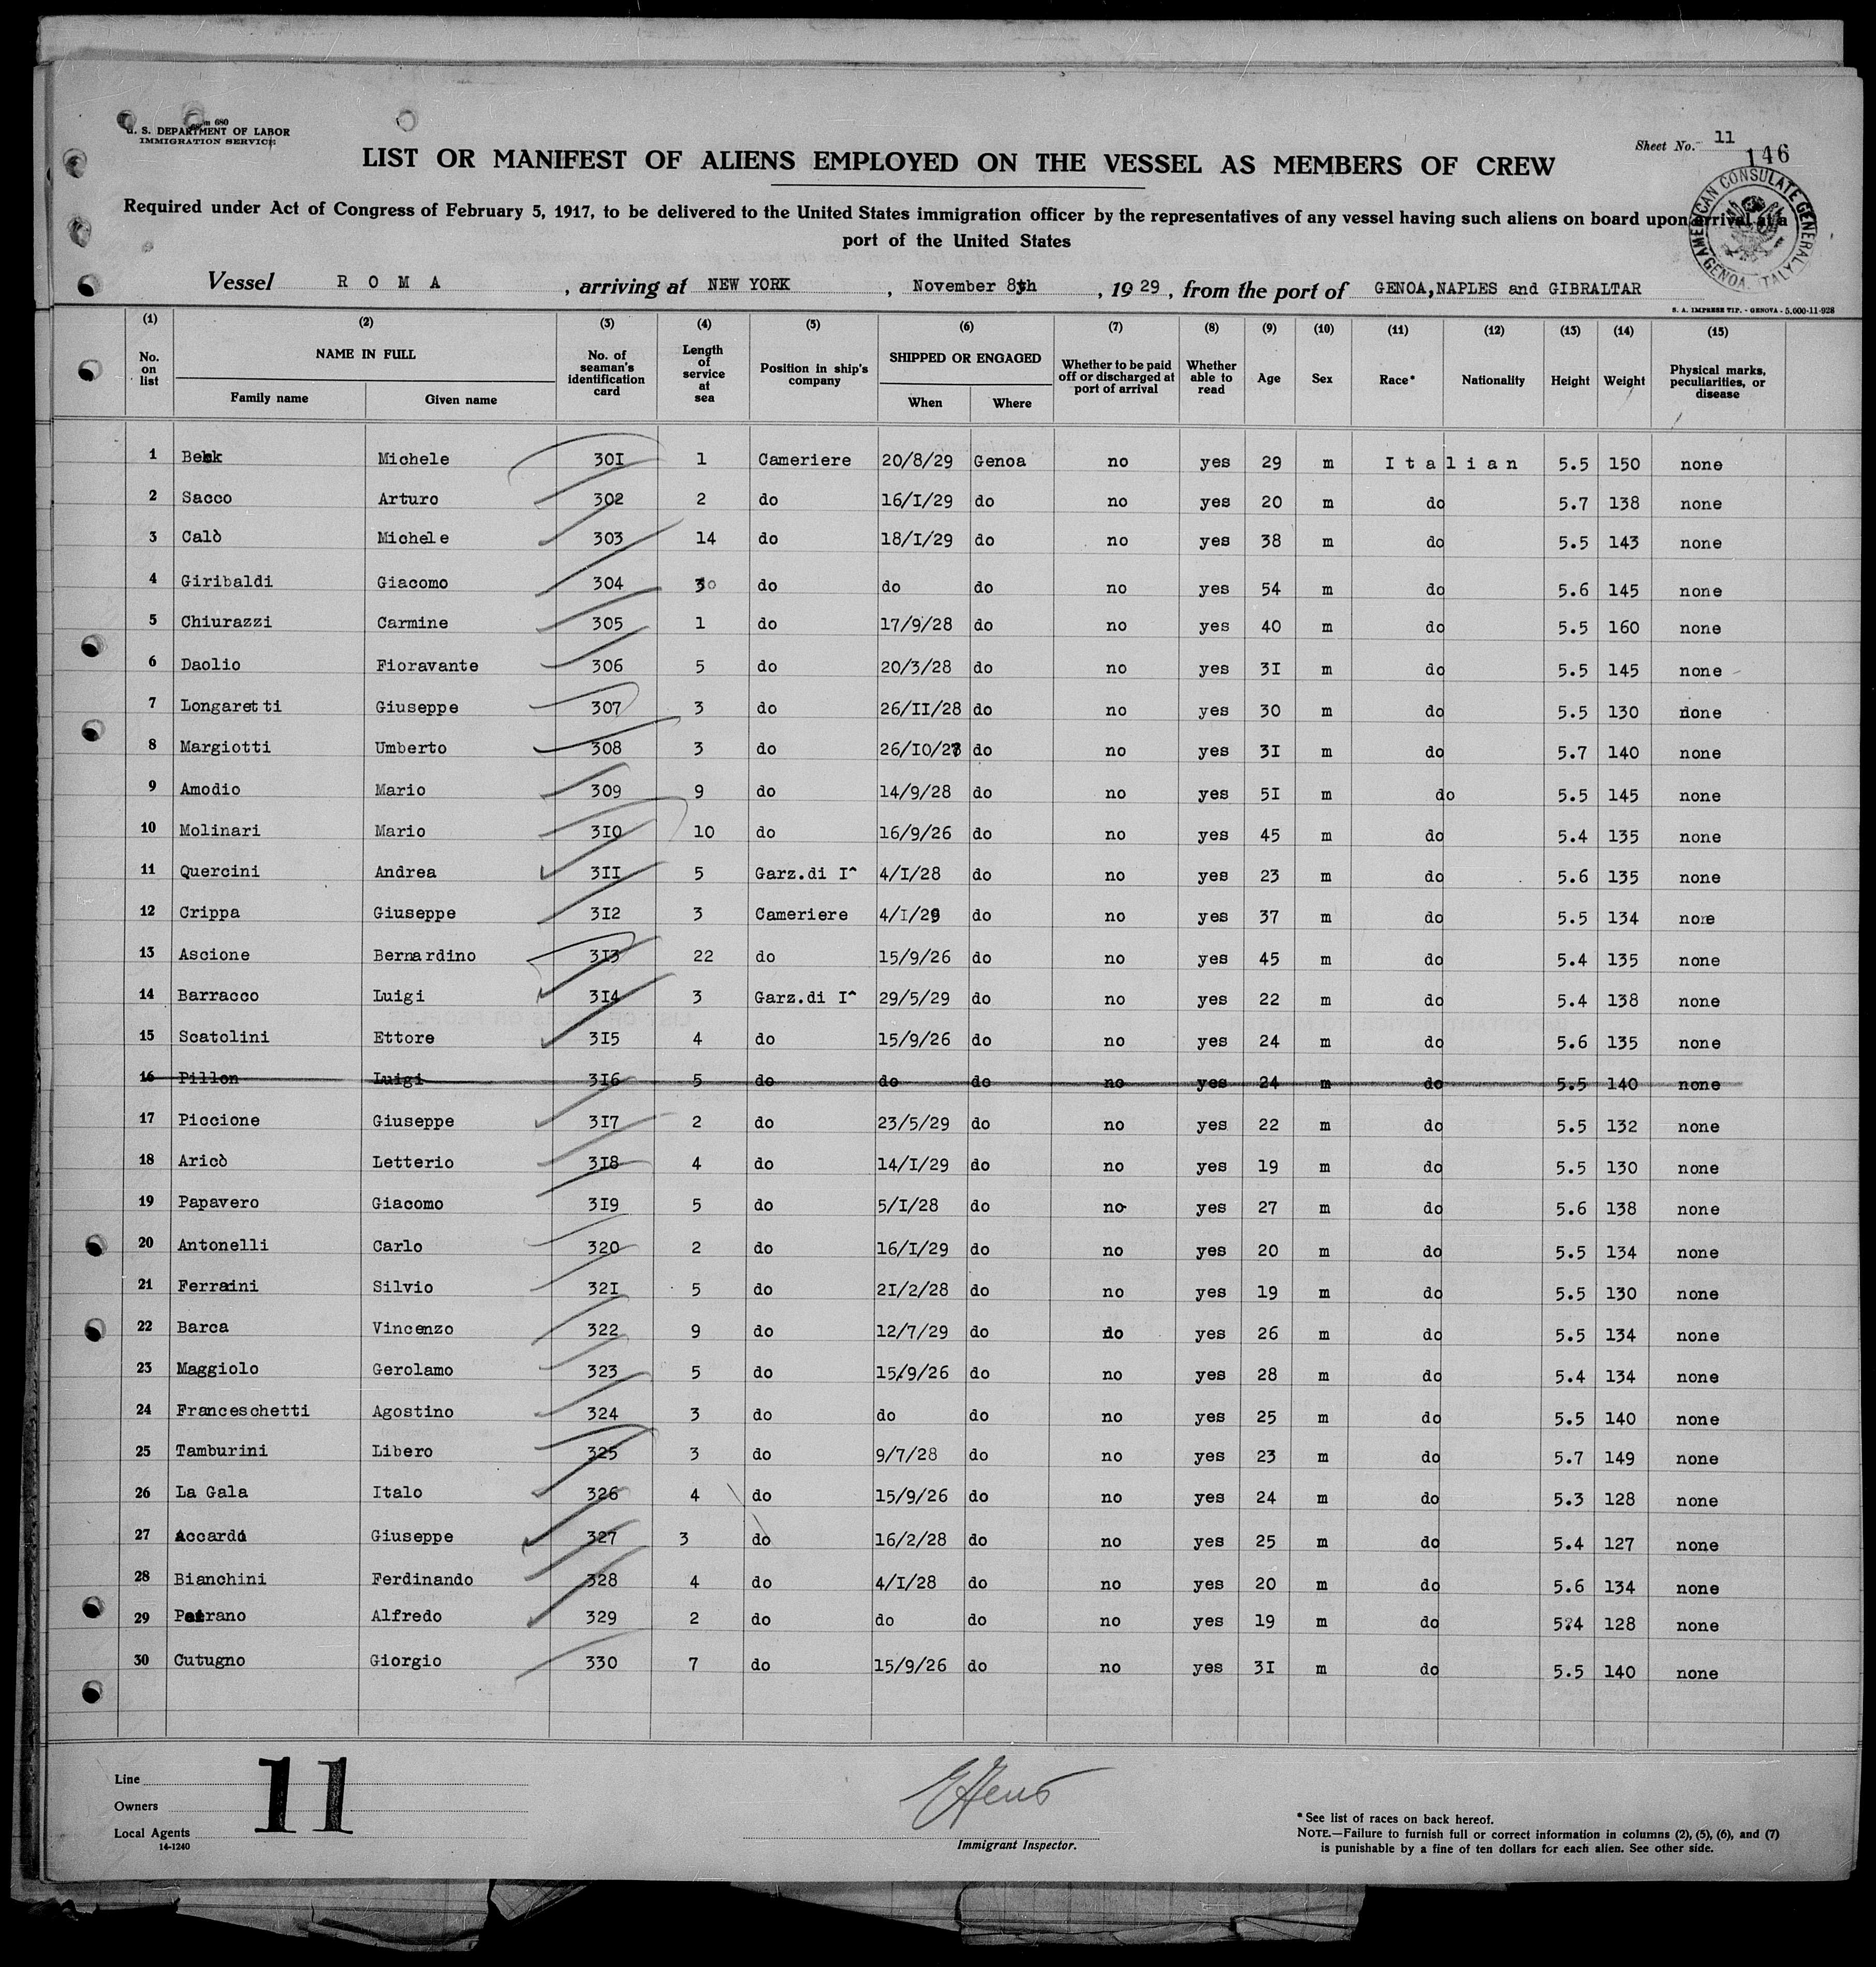 Form 680
U. S. DEPARTMENT OF LABOR
IMMIGRATION SERVICE
Sheet No. 11
146
LIST OR MANIFEST OF ALIENS EMPLOYED ON THE VESSEL AS MEMBERS OF CREW
Required under Act of Congress of February 5, 1917, to be delivered to the United States immigration officer by the representatives of any vessel having such aliens on board upon arrival at a
port of the United States
AMERICAN CONSULATE GENERAL GENOA, ITALY
Vessel R O M A , arriving at NEW YORK , November 8th , 19 29 , from the port of GENOA,NAPLES and GIBRALTAR
S. A. IMPRESE TIP. - GENOVA - 5.000-11-928
(1) (2) (3) (4) (5) (6) (7) (8) (9) (10) (11) (12) (13) (14) (15)
No. on list NAME IN FULL Family name Given name No. of seaman's identification card Length of service at sea Position in ship's company SHIPPED OR ENGAGED When Where Whether to be paid off or discharged at port of arrival Whether able to read Age Sex Race* Nationality Height Weight Physical marks, peculiarities, or disease
1 Michele 301 1 Cameriere 20/8/29 Genoa no yes 29 m Italian 5.5 150 none
2 Sacco Arturo 302 2 do 16/I/29 do no yes 20 m do 5.7 138 none
3 Calò Michele 303 14 do 18/I/29 do no yes 38 m do 5.5 143 none
4 Giribaldi Giacomo 304 30 do do do no yes 54 m do 5.6 145 none
5 Chiurazzi Carmine 305 1 do 17/9/28 do no yes 40 m do 5.5 160 none
6 Daolio Fioravante 306 5 do 20/3/28 do no yes 3I m do 5.5 145 none
7 Longaretti Giuseppe 307 3 do 26/II/28 do no yes 30 m do 5.5 130 none
8 Margiotti Umberto 308 3 do do no yes 3I m do 5.7 140 none
9 Amodio Mario 309 9 do 14/9/28 do no yes 5I m do 5.5 145 none
10 Molinari Mario 3I0 10 do 16/9/26 do no yes 45 m do 5.4 135 none
11 Quercini Andrea 3II 5 Garz.di I^ 4/I/28 do no yes 23 m do 5.6 135 none
12 Crippa Giuseppe 3I2 3 Cameriere 4/I/29 do no yes 37 m do 5.5 134 none
13 Ascione Bernardino 3I3 22 do 15/9/26 do no yes 45 m do 5.4 135 none
14 Barracco Luigi 3I4 3 Garz.di I^ 29/5/29 do no yes 22 m do 5.4 138 none
15 Scatolini Ettore 3I5 4 do 15/9/26 do no yes 24 m do 5.6 135 none
16 Pillon Luigi 3I6 5 do do do no yes 24 m do 5.5 140 none
17 Piccione Giuseppe 3I7 2 do 23/5/29 do no yes 22 m do 5.5 132 none
18 Aricò Letterio 3I8 4 do 14/I/29 do no yes 19 m do 5.5 130 none
19 Papavero Giacomo 3I9 5 do 5/I/28 do no yes 27 m do 5.6 138 none
20 Antonelli Carlo 320 2 do 16/I/29 do no yes 20 m do 5.5 134 none
21 Ferraini Silvio 32I 5 do 2I/2/28 do no yes 19 m do 5.5 130 none
22 Barca Vincenzo 322 9 do 12/7/29 do no yes 26 m do 5.5 134 none
23 Maggiolo Gerolamo 323 5 do 15/9/26 do no yes 28 m do 5.4 134 none
24 Franceschetti Agostino 324 3 do do do no yes 25 m do 5.5 140 none
25 Tamburini Libero 325 3 do 9/7/28 do no yes 23 m do 5.7 149 none
26 La Gala Italo 326 4 do 15/9/26 do no yes 24 m do 5.3 128 none
27 Giuseppe 327 3 do 16/2/28 do no yes 25 m do 5.4 127 none
28 Bianchini Ferdinando 328 4 do 4/I/28 do no yes 20 m do 5.6 134 none
29 Alfredo 329 2 do do do no yes 19 m do 5.4 128 none
30 Cutugno Giorgio 330 7 do 15/9/26 do no yes 3I m do 5.5 140 none
Line
Owners
Local Agents
14-1240
11
Immigrant Inspector.
* See list of races on back hereof.
NOTE.—Failure to furnish full or correct information in columns (2), (5), (6), and (7)
is punishable by a fine of ten dollars for each alien. See other side.